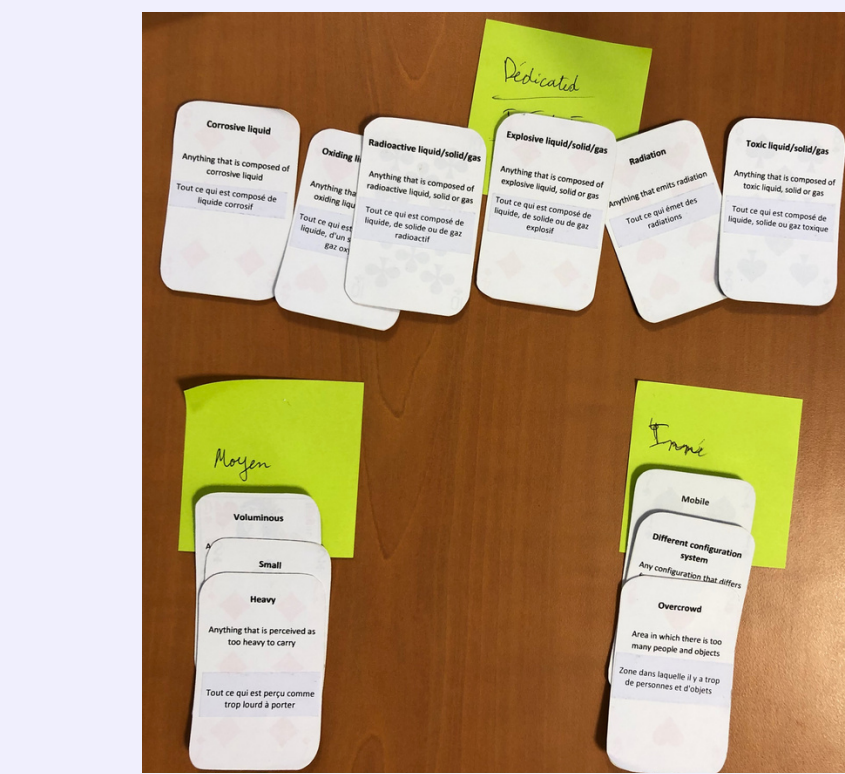 Dédicated
Corrosive liquid
Anything that is composed of
corrosive liquid
Tout ce qui est composé de
liquide corrosif
Oxiding li
Anything tha
oxiding liqu
Tout ce qui est
liquide, d'un s
gaz oxi
Radioactive liquid/solid/gas
Anything that is composed of
radioactive liquid, solid or gas
Tout ce qui est composé de
liquide, de solide ou de gaz
radioactif
Explosive liquid/solid/gas
Anything that is composed of
explosive liquid, solid or gas
Tout ce qui est composé de
liquide, de solide ou de gaz
explosif
Radiation
Anything that emits radiation
Tout ce qui émet des
radiations
Toxic liquid/solid/gas
Anything that is composed of
toxic liquid, solid or gas
Tout ce qui est composé de
liquide, solide ou gaz toxique
Moyen
Voluminous
A
Small
Heavy
Anything that is perceived as
too heavy to carry
Tout ce qui est perçu comme
trop lourd à porter
Mobile
Different configuration
system
Any configuration that differs
Overcrowd
Area in which there is too
many people and objects
Zone dans laquelle il y a trop
de personnes et d'objets